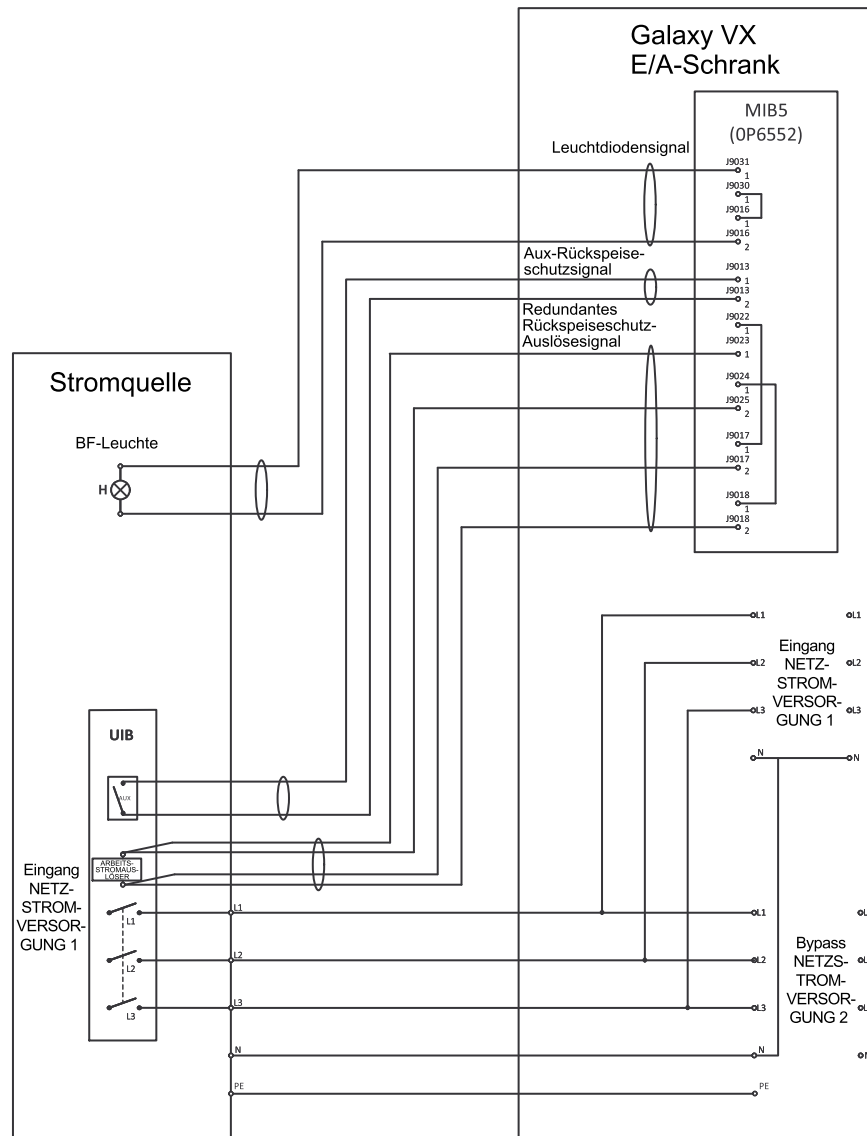 Galaxy VX
E/A-Schrank
MIB5
(0P6552)
Leuchtdiodensignal
J9031
1
J9030
1
J9016
1
J9016
2
Aux-Rückspeise-
schutzsignal
J9013
1
J9013
2
Redundantes
Rückspeiseschutz-
Auslösesignal
J9022
1
J9023
1
J9024
1
J9025
2
J9017
1
J9017
2
J9018
1
J9018
2
Stromquelle
BF-Leuchte
H
L1
L1
Eingang
NETZ-
STROM-
VERSOR-
GUNG 1
L2
L2
L3
L3
N
N
UIB
AUX
ARBEITS-
STROMAUS-
LÖSER
Eingang
NETZ-
STROM-
VERSOR-
GUNG 1
L1
L1
L1
L2
L2
L2
L3
L3
L3
Bypass
NETZS-
TROM-
VERSOR-
GUNG 2
N
N
PE
PE